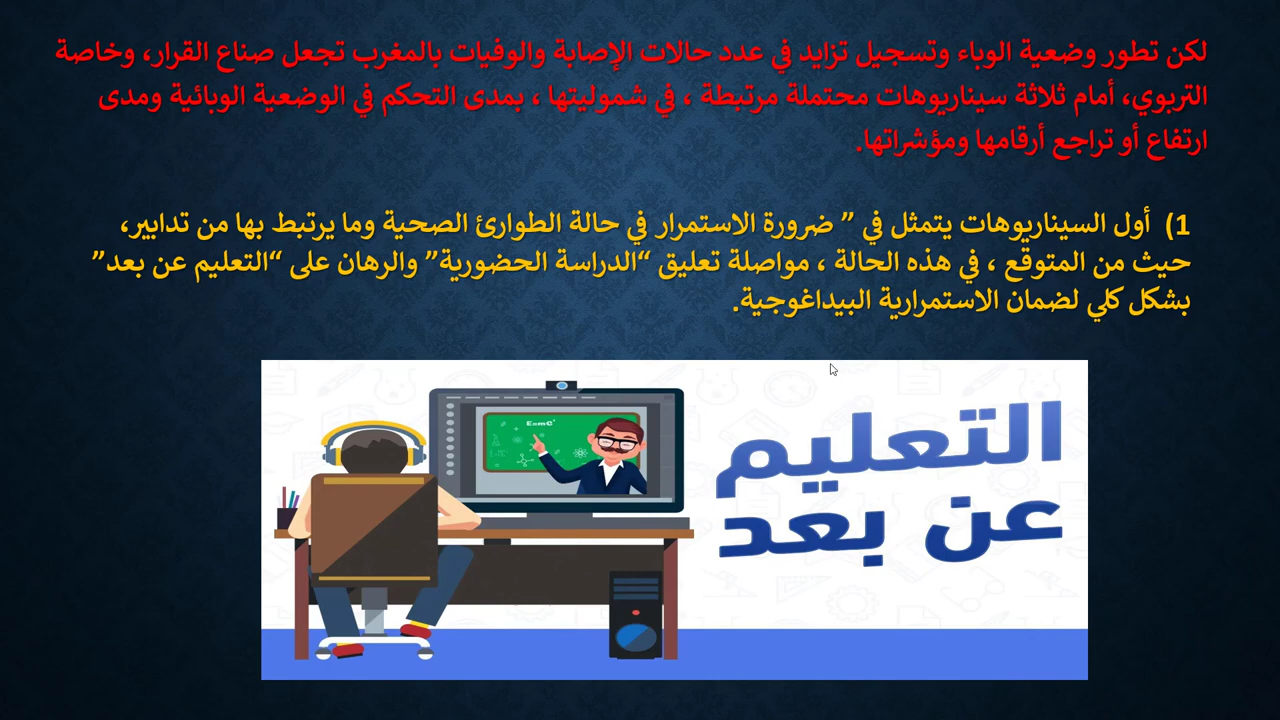 لكن تطور وضعية الوباء وتسجيل تزايد في عدد حالات الإصابة والوفيات بالمغرب تجعل صناع القرار، وخاصة
التربوي، أمام ثلاثة سيناريوهات محتملة مرتبطة ، في شموليتها ، بمدى التحكم في الوضعية الوبائية ومدى
ارتفاع أو تراجع أرقامها ومؤشراتها.
1) أول السيناريوهات يتمثل في ” ضرورة الاستمرار في حالة الطوارئ الصحية وما يرتبط بها من تدابير،
حيث من المتوقع ، في هذه الحالة ، مواصلة تعليق “الدراسة الحضورية” والرهان على “التعليم عن بعد”
بشكل كلي لضمان الاستمرارية البيداغوجية.
التعليم
عن بعد